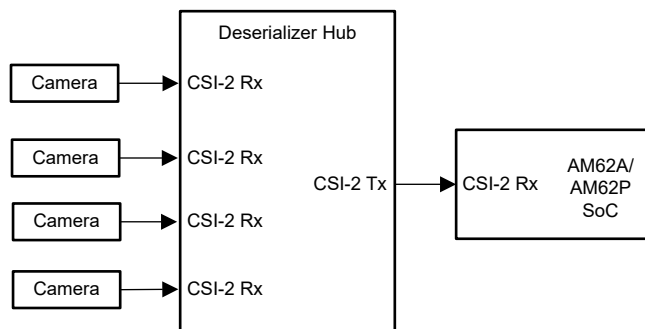 Deserializer Hub
Camera
CSI-2 Rx
Camera
CSI-2 Rx
CSI-2 Tx
CSI-2 Rx
AM62A/
AM62P
SoC
Camera
CSI-2 Rx
Camera
CSI-2 Rx